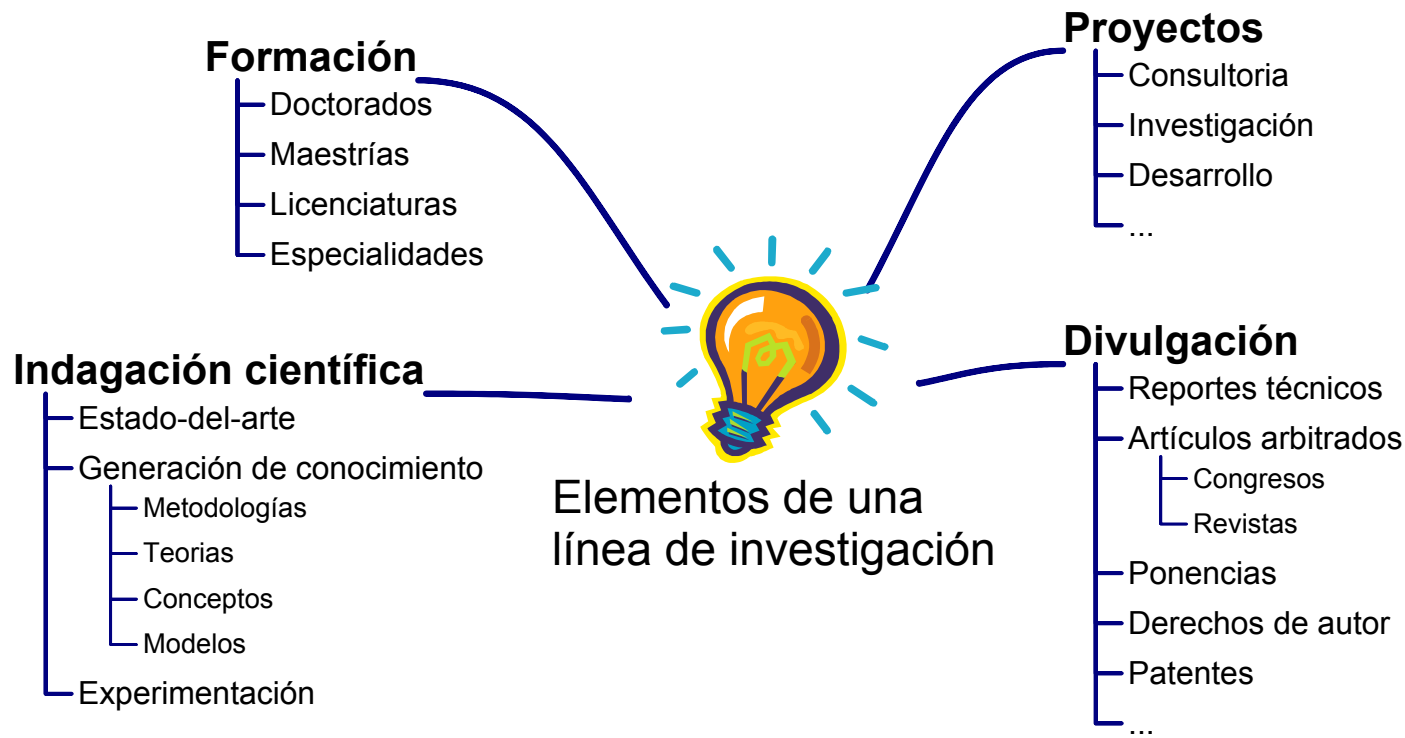 Formación
Doctorados
Maestrías
Licenciaturas
Especialidades
Proyectos
Consultoria
Investigación
Desarrollo
...
Indagación científica
Estado-del-arte
Generación de conocimiento
Metodologías
Teorias
Conceptos
Modelos
Experimentación
Elementos de una
línea de investigación
Divulgación
Reportes técnicos
Artículos arbitrados
Congresos
Revistas
Ponencias
Derechos de autor
Patentes
...